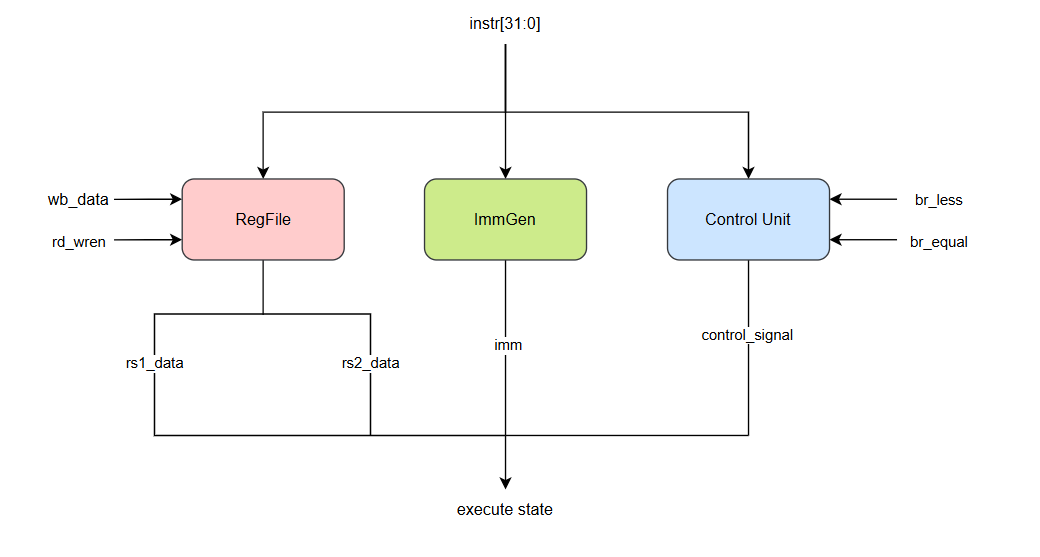 instr[31:0]
wb_data
rd_wren
RegFile
ImmGen
Control Unit
br_less
br_equal
rs1_data
rs2_data
imm
control_signal
execute state